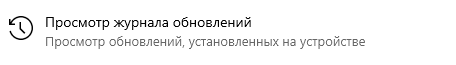 Просмотр журнала обновлений
Просмотр обновлений, установленных на устройстве